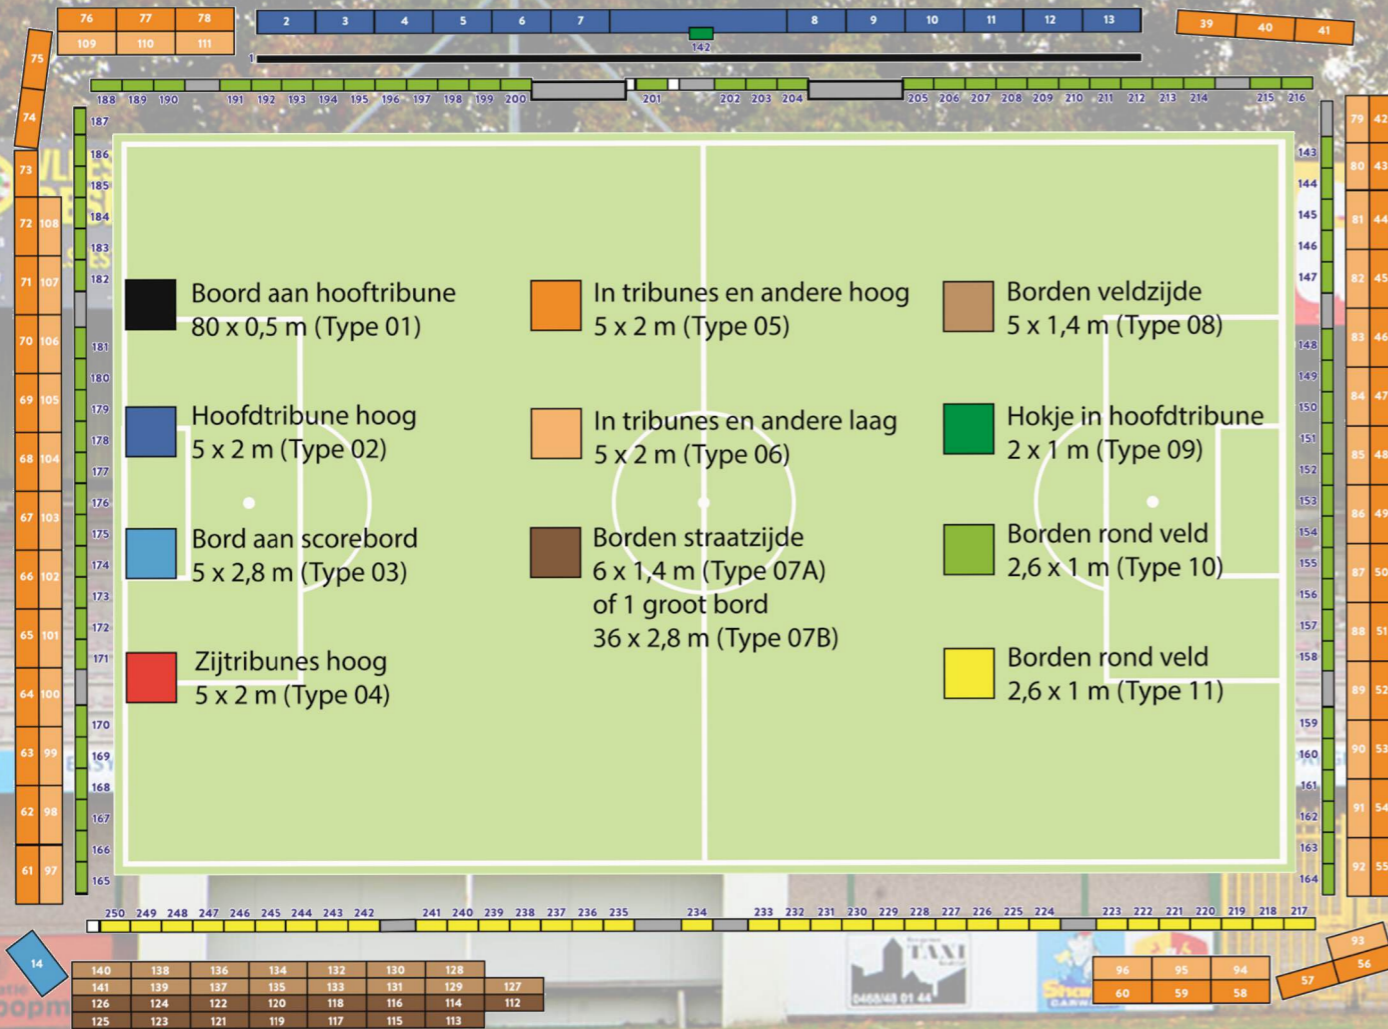 76 77 78
109 110 111
2 3 4 5 6 7 8 9 10 11 12 13
142
1
39 40 41
75
74
188 189 190 191 192 193 194 195 196 197 198 199 200 201 202 203 204 205 206 207 208 209 210 211 212 213 214 215 216
73
72 108
71 107
70 106
69 105
68 104
67 103
66 102
65 101
64 100
63 99
62 98
61 97
187
186
185
184
183
182
181
180
179
178
177
176
175
174
173
172
171
170
169
168
167
166
165
Boord aan hooftribune
80 x 0,5 m (Type 01)
Hoofdtribune hoog
5 x 2 m (Type 02)
Bord aan scorebord
5 x 2,8 m (Type 03)
Zijtribunes hoog
5 x 2 m (Type 04)
In tribunes en andere hoog
5 x 2 m (Type 05)
In tribunes en andere laag
5 x 2 m (Type 06)
Borden straatzijde
6 x 1,4 m (Type 07A)
of 1 groot bord
36 x 2,8 m (Type 07B)
Borden veldzijde
5 x 1,4 m (Type 08)
Hokje in hoofdtribune
2 x 1 m (Type 09)
Borden rond veld
2,6 x 1 m (Type 10)
Borden rond veld
2,6 x 1 m (Type 11)
143
144
145
146
147
148
149
150
151
152
153
154
155
156
157
158
159
160
161
162
163
164
79 42
80 43
81 44
82 45
83 46
84 47
85 48
86 49
87 50
88 51
89 52
90 53
91 54
92 55
250 249 248 247 246 245 244 243 242 241 240 239 238 237 236 235 234 233 232 231 230 229 228 227 226 225 224 223 222 221 220 219 218 217
14
140 138 136 134 132 130 128
141 139 137 135 133 131 129 127
126 124 122 120 118 116 114 112
125 123 121 119 117 115 113
TAXI
0468/48 01 44
96 95 94
60 59 58
93
57 56